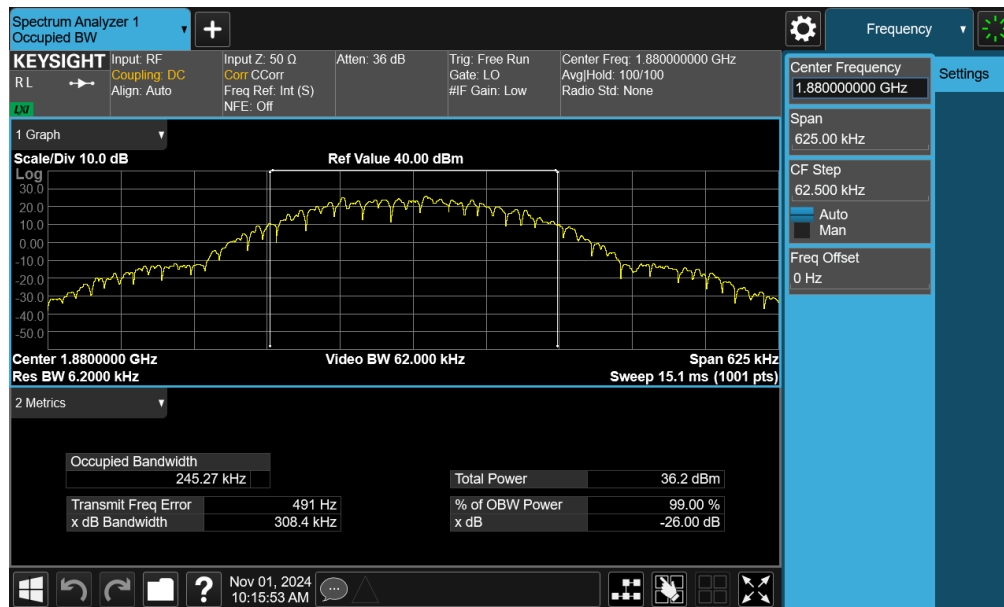 Spectrum Analyzer 1
Occupied BW
Frequency
KEYSIGHT
R L
LXI
Input: RF
Coupling: DC
Align: Auto
Input Z: 50 Ω
Corr CCorr
Freq Ref: Int (S)
NFE: Off
Atten: 36 dB
Trig: Free Run
Gate: LO
#IF Gain: Low
Center Freq: 1.880000000 GHz
Avg|Hold: 100/100
Radio Std: None
Center Frequency
1.880000000 GHz
Settings
Span
625.00 kHz
CF Step
62.500 kHz
Auto
Man
Freq Offset
0 Hz
1 Graph
Scale/Div 10.0 dB
Ref Value 40.00 dBm
Log
30.0
20.0
10.0
0.00
-10.0
-20.0
-30.0
-40.0
-50.0
Center 1.8800000 GHz
Video BW 62.000 kHz
Span 625 kHz
Res BW 6.2000 kHz
Sweep 15.1 ms (1001 pts)
2 Metrics
Occupied Bandwidth
245.27 kHz
Total Power 36.2 dBm
Transmit Freq Error 491 Hz
% of OBW Power 99.00 %
x dB Bandwidth 308.4 kHz
x dB -26.00 dB
?
Nov 01, 2024
10:15:53 AM